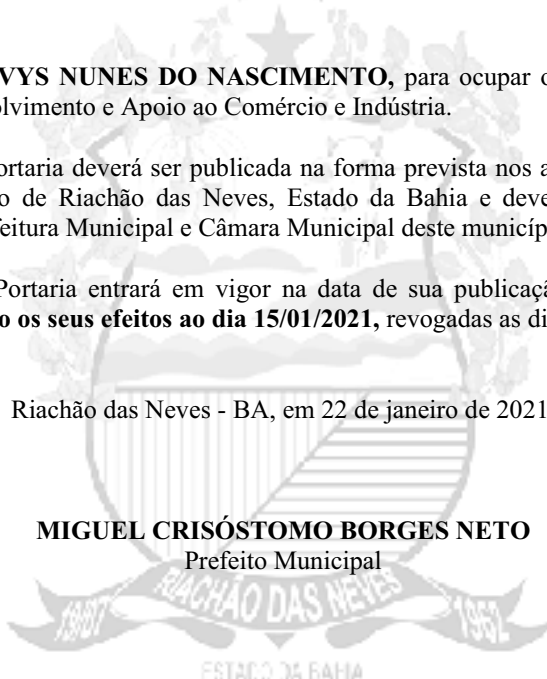 VYS NUNES DO NASCIMENTO, para ocupar o
olvimento e Apoio ao Comércio e Indústria.
ortaria deverá ser publicada na forma prevista nos a
o de Riachão das Neves, Estado da Bahia e deve
feitura Municipal e Câmara Municipal deste municíp
Portaria entrará em vigor na data de sua publicaçã
o os seus efeitos ao dia 15/01/2021, revogadas as di
Riachão das Neves - BA, em 22 de janeiro de 2021
MIGUEL CRISÓSTOMO BORGES NETO
Prefeito Municipal
RIACHÃO DAS NEVES
1962
ESTADO DA BAHIA